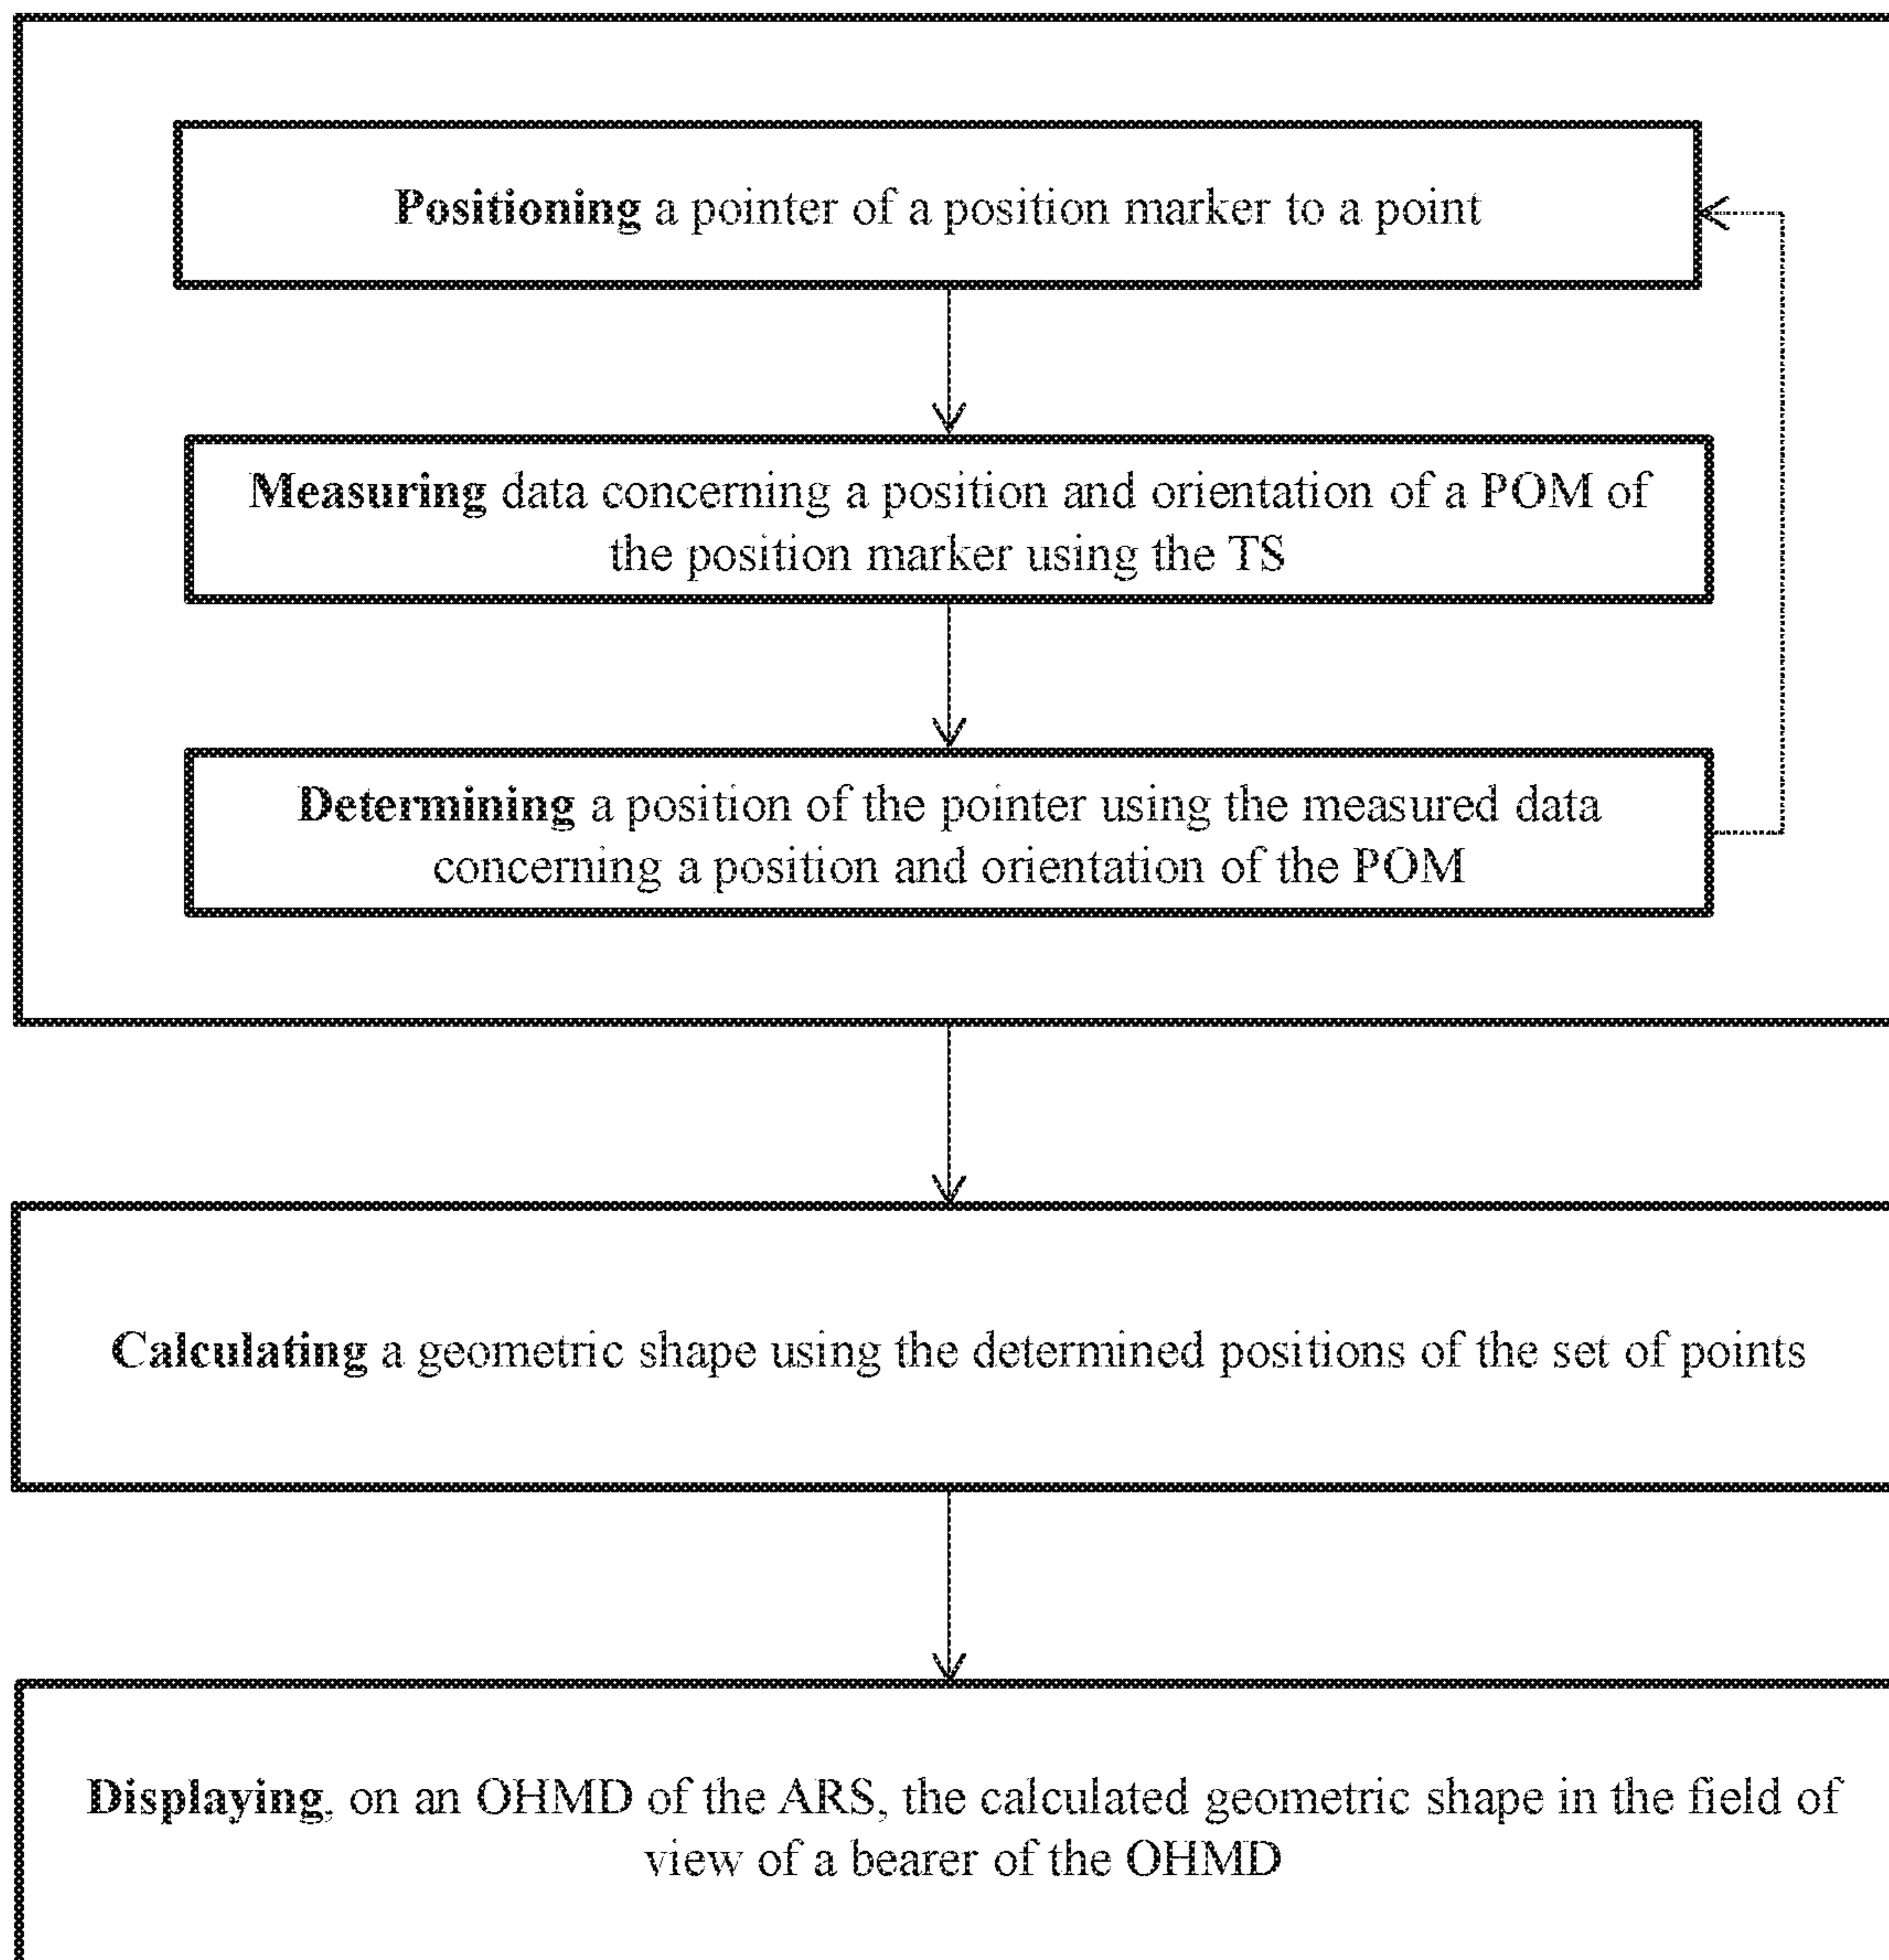 Positioning a pointer of a position marker to a point
Measuring data concerning a position and orientation of a POM of
the position marker using the TS
Determining a position of the pointer using the measured data
concerning a position and orientation of the POM
Calculating a geometric shape using the determined positions of the set of points
Displaying, on an OHMD of the ARS, the calculated geometric shape in the field of
view of a bearer of the OHMD